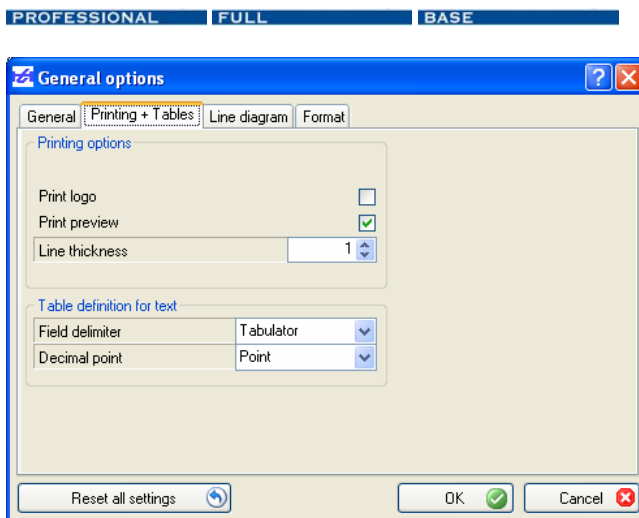 PROFESSIONAL FULL BASE
General options
General Printing + Tables Line diagram Format
Printing options
Print logo
Print preview
Line thickness 1
Table definition for text
Field delimiter Tabulator
Decimal point Point
Reset all settings OK Cancel